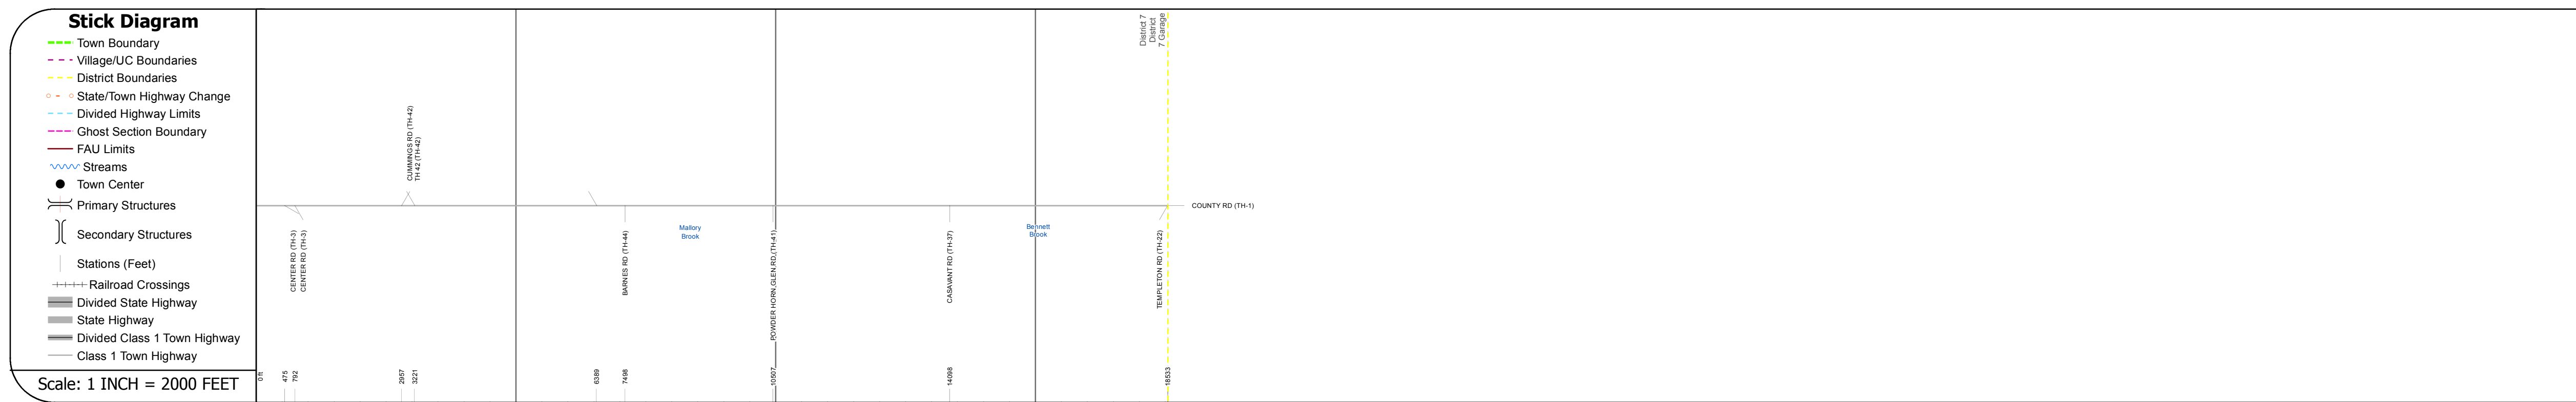 Stick Diagram
Town Boundary
Village/UC Boundaries
District Boundaries
State/Town Highway Change
Divided Highway Limits
Ghost Section Boundary
FAU Limits
Streams
Town Center
Primary Structures
Secondary Structures
Stations (Feet)
Railroad Crossings
Divided State Highway
State Highway
Divided Class 1 Town Highway
Class 1 Town Highway
Scale: 1 INCH = 2000 FEET
District 7
District
7 Garage
CUMMINGS RD (TH-42)
TH 42 (TH-42)
COUNTY RD (TH-1)
CENTER RD (TH-3)
CENTER RD (TH-3)
BARNES RD (TH-44)
Mallory
Brook
POWDER HORN,GLEN,RD,(TH-41)
CASAVANT RD (TH-37)
Bennett
Brook
TEMPLETON RD (TH-22)
0 ft
475
792
2957
3221
6389
7498
10507
14098
18533